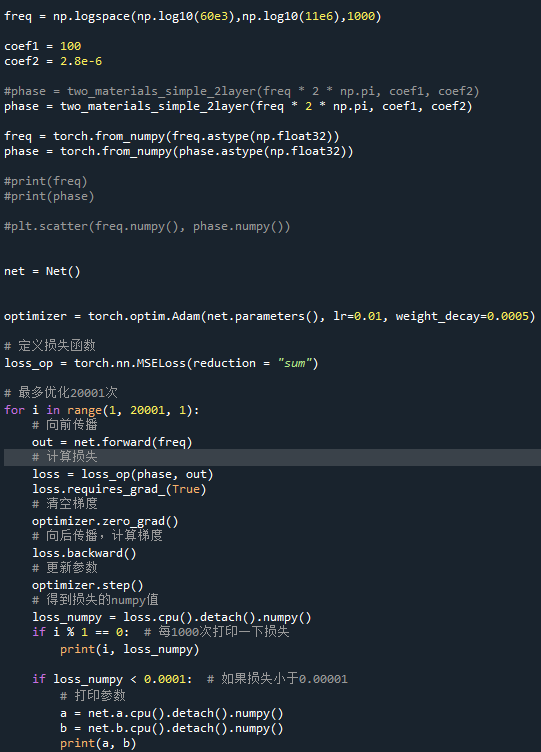 freq = np.logspace(np.log10(60e3),np.log10(11e6),1000)
coef1 = 100
coef2 = 2.8e-6
#phase = two_materials_simple_2layer(freq * 2 * np.pi, coef1, coef2)
phase = two_materials_simple_2layer(freq * 2 * np.pi, coef1, coef2)
freq = torch.from_numpy(freq.astype(np.float32))
phase = torch.from_numpy(phase.astype(np.float32))
#print(freq)
#print(phase)
#plt.scatter(freq.numpy(), phase.numpy())
net = Net()
optimizer = torch.optim.Adam(net.parameters(), lr=0.01, weight_decay=0.0005)
# 定义损失函数
loss_op = torch.nn.MSELoss(reduction = "sum")
# 最多优化20001次
for i in range(1, 20001, 1):
    # 向前传播
    out = net.forward(freq)
    # 计算损失
    loss = loss_op(phase, out)
    loss.requires_grad_(True)
    # 清空梯度
    optimizer.zero_grad()
    # 向后传播，计算梯度
    loss.backward()
    # 更新参数
    optimizer.step()
    # 得到损失的numpy值
    loss_numpy = loss.cpu().detach().numpy()
    if i % 1 == 0:  # 每1000次打印一下损失
        print(i, loss_numpy)
    if loss_numpy < 0.0001:  # 如果损失小于0.00001
        # 打印参数
        a = net.a.cpu().detach().numpy()
        b = net.b.cpu().detach().numpy()
        print(a, b)